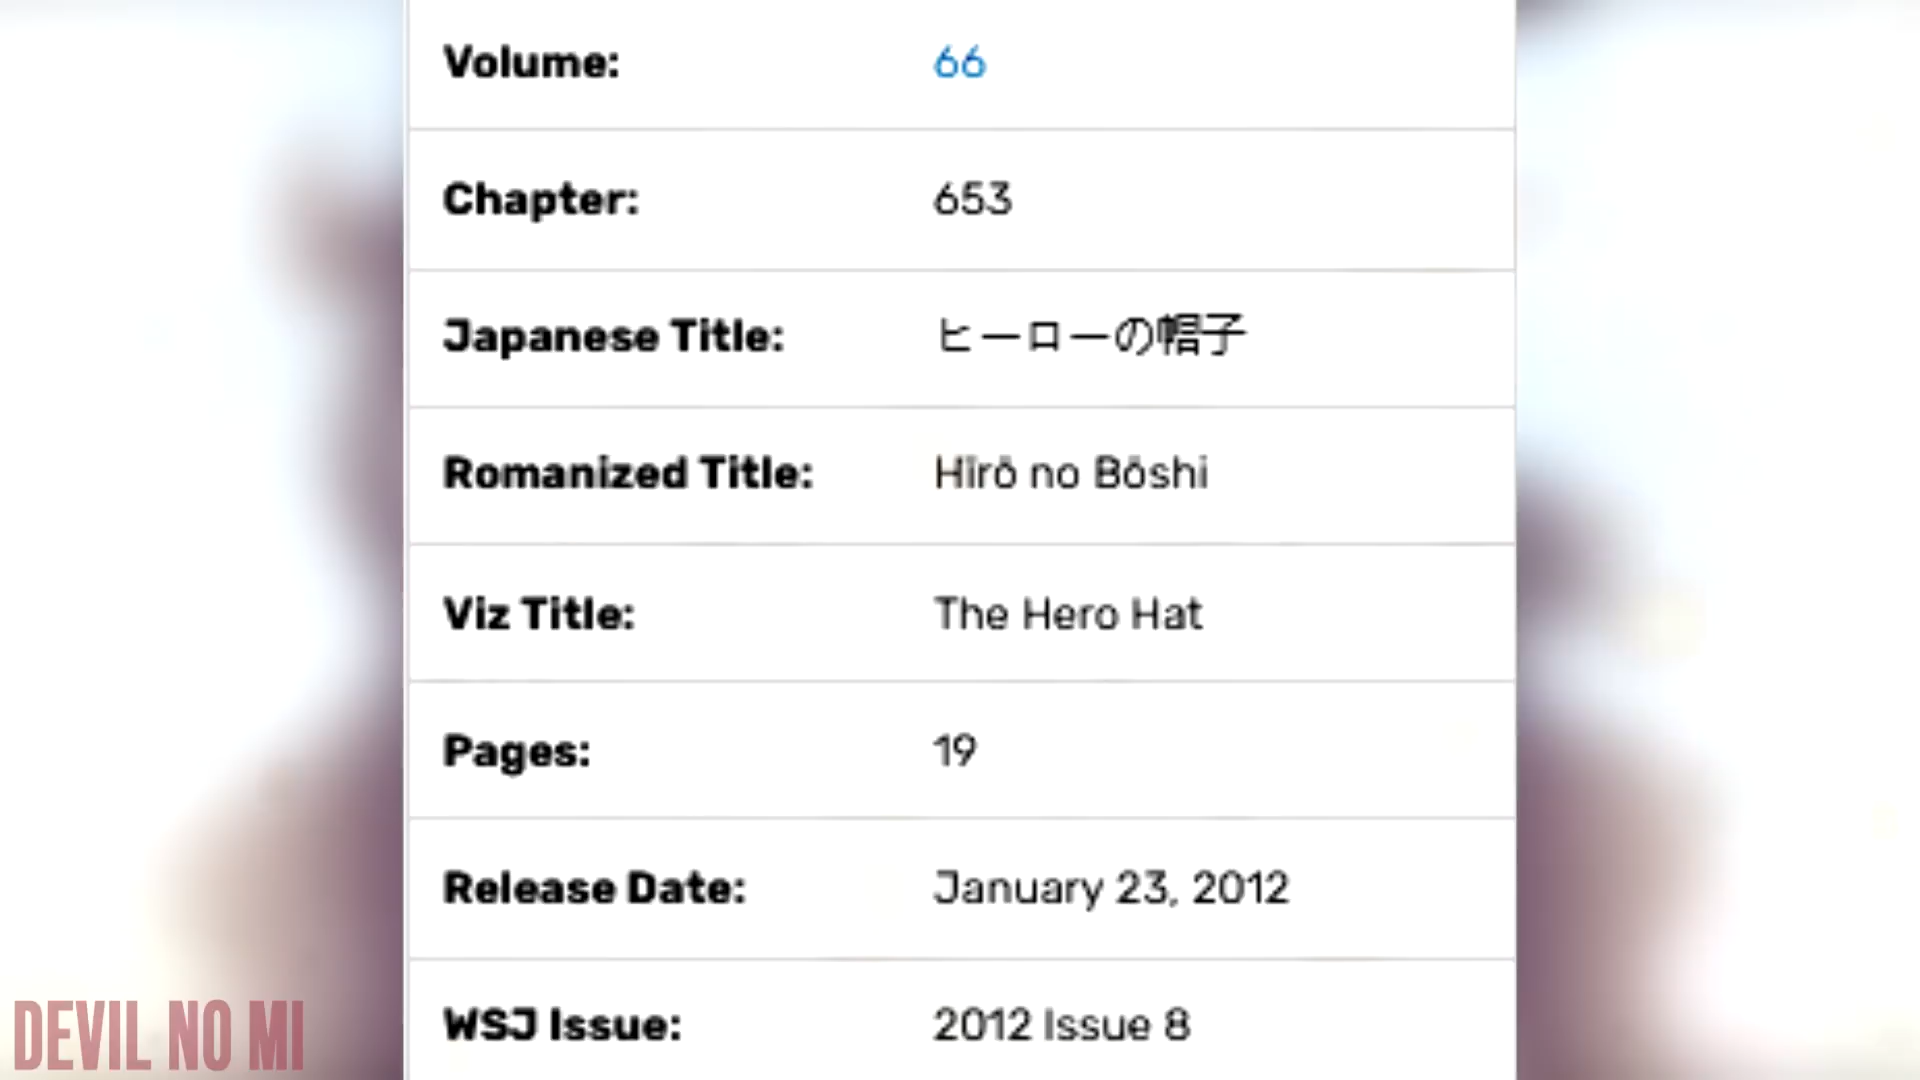 Volume: 66
Chapter: 653
Japanese Title: ヒーローの帽子
Romanized Title: Hīrō no Bōshi
Viz Title: The Hero Hat
Pages: 19
Release Date: January 23, 2012
WSJ Issue: 2012 Issue 8
DEVIL NO MI